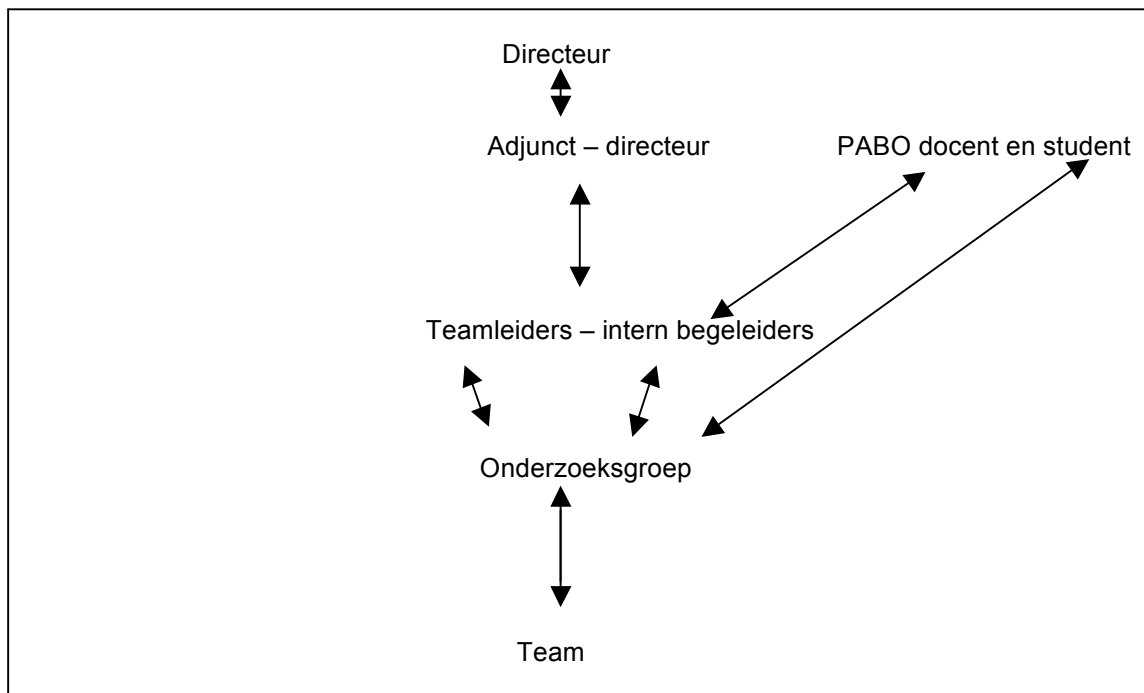 Directeur
Adjunct – directeur
PABO docent en student
Teamleiders – intern begeleiders
Onderzoeksgroep
Team